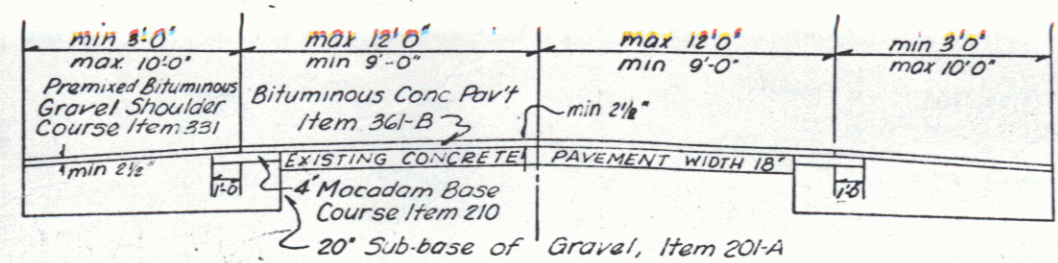 min 3'-0"
max. 10'-0"
max 12'0"
min 9'-0"
max 12'0"
min 9'-0"
min 3'0"
max 10'0"
Premixed Bituminous
Gravel Shoulder
Course Item 331
Bituminous Conc Pav't
Item 361-B
min 2½"
min 2½"
EXISTING CONCRETE PAVEMENT WIDTH 18'
1'-0
4" Macadam Base
Course Item 210
1'-0
20" Sub-base of Gravel, Item 201-A